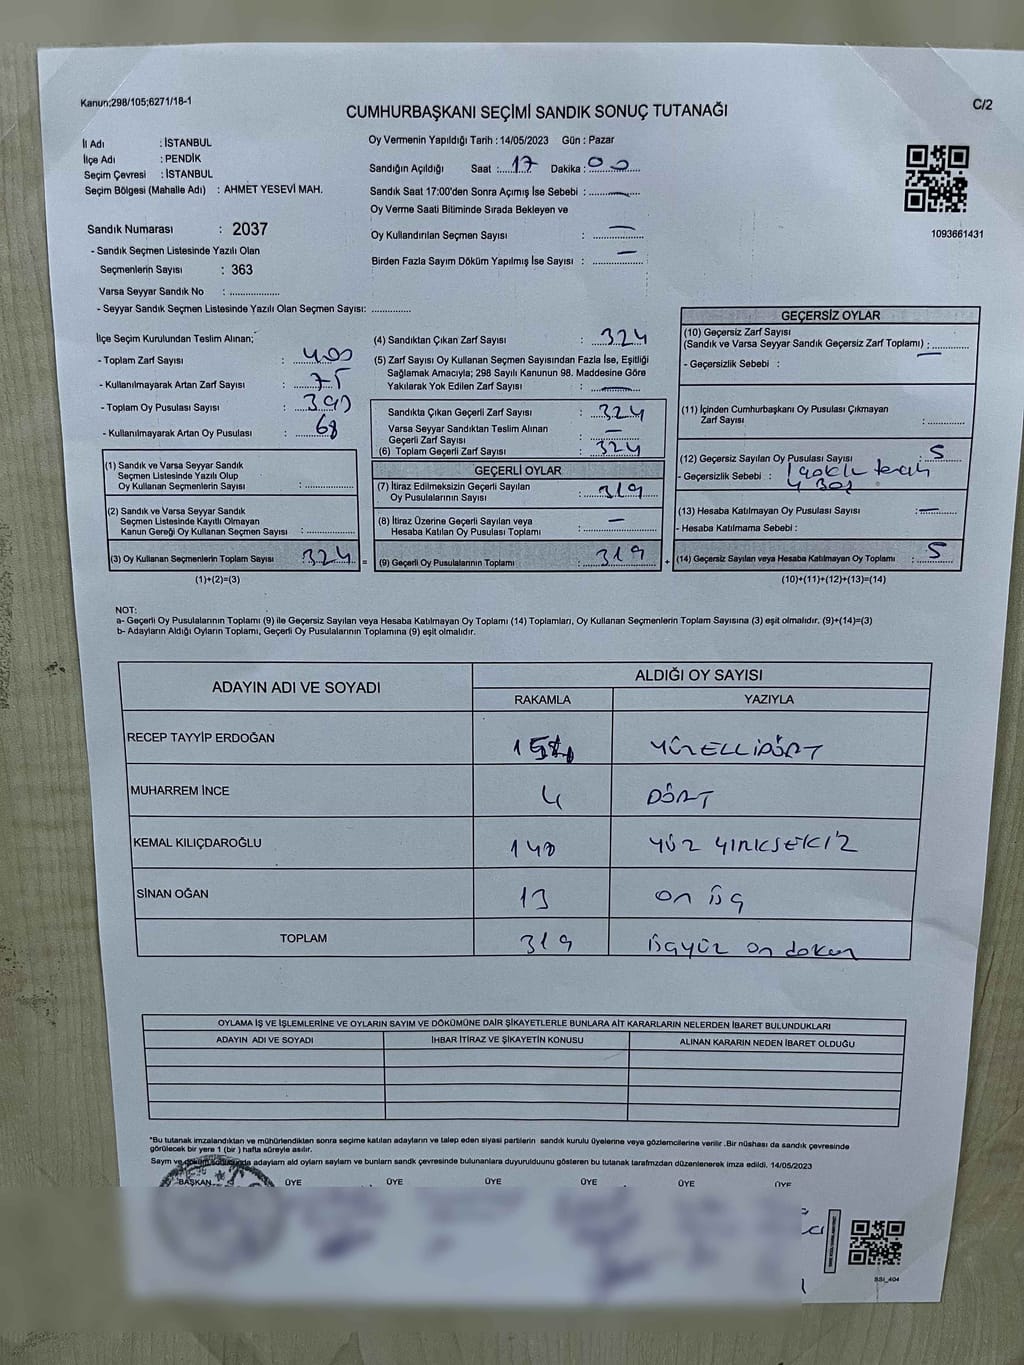 Kanun;298/105;6271/18-1
CUMHURBAŞKANI SEÇİMİ SANDIK SONUÇ TUTANAĞI
C/2
İl Adı : İSTANBUL
İlçe Adı : PENDİK
Seçim Çevresi : İSTANBUL
Seçim Bölgesi (Mahalle Adı) : AHMET YESEVİ MAH.
Oy Vermenin Yapıldığı Tarih : 14/05/2023 Gün : Pazar
Sandığın Açıldığı Saat :.....17 Dakika : 00
Sandık Saat 17:00'den Sonra Açımış İse Sebebi : —
Oy Verme Saati Bitiminde Sırada Bekleyen ve
Oy Kullandırılan Seçmen Sayısı : —
Birden Fazla Sayım Döküm Yapılmış İse Sayısı : —
1093661431
Sandık Numarası : 2037
- Sandık Seçmen Listesinde Yazılı Olan
Seçmenlerin Sayısı : 363
Varsa Seyyar Sandık No : ..................
- Seyyar Sandık Seçmen Listesinde Yazılı Olan Seçmen Sayısı: ..............
İlçe Seçim Kurulundan Teslim Alınan;
- Toplam Zarf Sayısı : 400
- Kullanılmayarak Artan Zarf Sayısı : 75
- Toplam Oy Pusulası Sayısı :
- Kullanılmayarak Artan Oy Pusulası : 68
(1) Sandık ve Varsa Seyyar Sandık
Seçmen Listesinde Yazılı Olup
Oy Kullanan Seçmenlerin Sayısı :................
(2) Sandık ve Varsa Seyyar Sandık
Seçmen Listesinde Kayıtlı Olmayan
Kanun Gereği Oy Kullanan Seçmen Sayısı :................
(3) Oy Kullanan Seçmenlerin Toplam Sayısı : 324 =
(1)+(2)=(3)
(4) Sandıktan Çıkan Zarf Sayısı : 324
(5) Zarf Sayısı Oy Kullanan Seçmen Sayısından Fazla İse, Eşitliği
Sağlamak Amacıyla; 298 Sayılı Kanunun 98. Maddesine Göre
Yakılarak Yok Edilen Zarf Sayısı : —
Sandıkta Çıkan Geçerli Zarf Sayısı : 324
Varsa Seyyar Sandıktan Teslim Alınan
Geçerli Zarf Sayısı : —
(6) Toplam Geçerli Zarf Sayısı : 324
GEÇERLİ OYLAR
(7) İtiraz Edilmeksizin Geçerli Sayılan
Oy Pusulalarının Sayısı : 319
(8) İtiraz Üzerine Geçerli Sayılan veya
Hesaba Katılan Oy Pusulası Toplamı : —
(9) Geçerli Oy Pusulalarının Toplamı : 319 +
GEÇERSİZ OYLAR
(10) Geçersiz Zarf Sayısı
(Sandık ve Varsa Seyyar Sandık Geçersiz Zarf Toplamı) : —
- Geçersizlik Sebebi :
(11) İçinden Cumhurbaşkanı Oy Pusulası Çıkmayan
Zarf Sayısı :..............
(12) Geçersiz Sayılan Oy Pusulası Sayısı : 5
- Geçersizlik Sebebi : 1 çoklu tercih
4 Boş
(13) Hesaba Katılmayan Oy Pusulası Sayısı : —
- Hesaba Katılmama Sebebi :
(14) Geçersiz Sayılan veya Hesaba Katılmayan Oy Toplamı : 5
(10)+(11)+(12)+(13)=(14)
NOT:
a- Geçerli Oy Pusulalarının Toplamı (9) ile Geçersiz Sayılan veya Hesaba Katılmayan Oy Toplamı (14) Toplamları, Oy Kullanan Seçmenlerin Toplam Sayısına (3) eşit olmalıdır. (9)+(14)=(3)
b- Adayların Aldığı Oyların Toplamı, Geçerli Oy Pusulalarının Toplamına (9) eşit olmalıdır.
ADAYIN ADI VE SOYADI
ALDIĞI OY SAYISI
RAKAMLA YAZIYLA
RECEP TAYYİP ERDOĞAN 154 YÜZELLİDÖRT
MUHARREM İNCE 4 DÖRT
KEMAL KILIÇDAROĞLU 148 YÜZ KIRKSEKİZ
SİNAN OĞAN 13 on üç
TOPLAM 319 üçyüz on dokuz
OYLAMA İŞ VE İŞLEMLERİNE VE OYLARIN SAYIM VE DÖKÜMÜNE DAİR ŞİKAYETLERLE BUNLARA AİT KARARLARIN NELERDEN İBARET BULUNDUKLARI
ADAYIN ADI VE SOYADI İHBAR İTİRAZ VE ŞİKAYETİN KONUSU ALINAN KARARIN NEDEN İBARET OLDUĞU
*Bu tutanak imzalandıktan ve mühürlendikten sonra seçime katılan adayların ve talep eden siyasi partilerin sandık kurulu üyelerine veya gözlemcilerine verilir .Bir nüshası da sandık çevresinde
görülecek bir yere 1 (bir ) hafta süreyle asılır.
Sayım ve döküm sonucunda adayların aldı oyların sayları ve bunları sandık çevresinde bulunanlara duyurulduunu gösteren bu tutanak tarafımzdan düzenlenerek imza edildi. 14/05/2023
BAŞKAN ÜYE ÜYE ÜYE ÜYE ÜYE ÜYE
SSİ_404